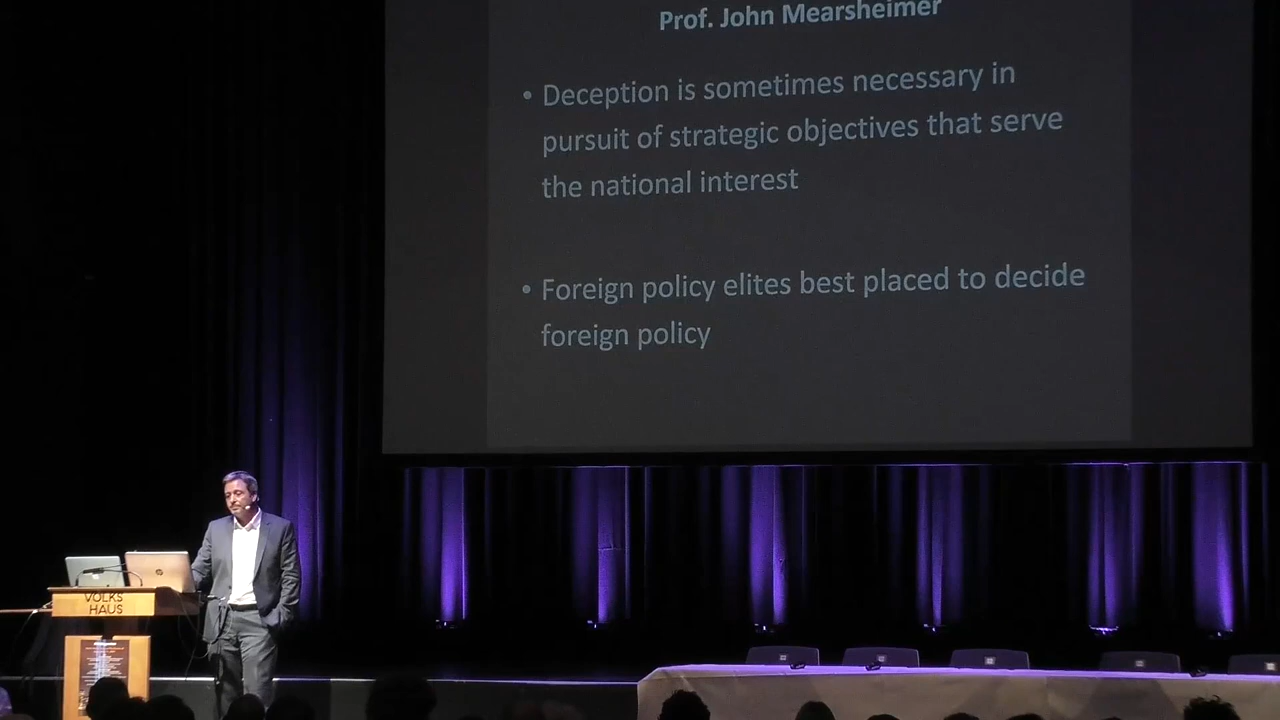 Prof. John Mearsheimer
• Deception is sometimes necessary in
pursuit of strategic objectives that serve
the national interest
• Foreign policy elites best placed to decide
foreign policy
VOLKS
HAUS